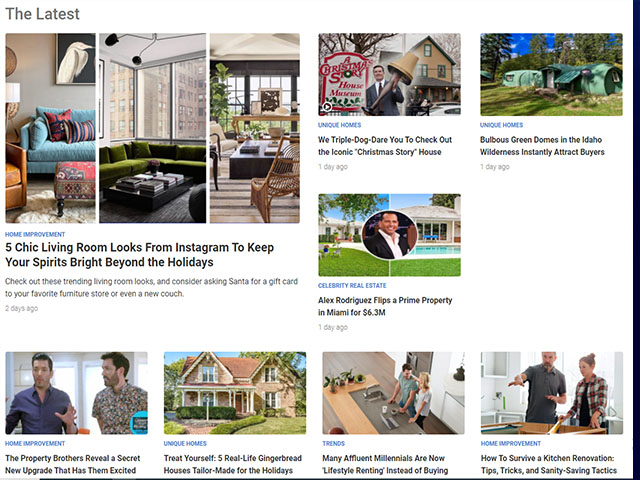 The Latest
HOME IMPROVEMENT
5 Chic Living Room Looks From Instagram To Keep
Your Spirits Bright Beyond the Holidays
Check out these trending living room looks, and consider asking Santa for a gift card
to your favorite furniture store or even a new couch.
2 days ago
A CHRISTMAS
STORY
House
MUSEUM
UNIQUE HOMES
We Triple-Dog-Dare You To Check Out
the Iconic "Christmas Story" House
1 day ago
UNIQUE HOMES
Bulbous Green Domes in the Idaho
Wilderness Instantly Attract Buyers
1 day ago
CELEBRITY REAL ESTATE
Alex Rodriguez Flips a Prime Property
in Miami for $6.3M
1 day ago
HOME IMPROVEMENT
The Property Brothers Reveal a Secret
New Upgrade That Has Them Excited
UNIQUE HOMES
Treat Yourself: 5 Real-Life Gingerbread
Houses Tailor-Made for the Holidays
TRENDS
Many Affluent Millennials Are Now
'Lifestyle Renting' Instead of Buying
HOME IMPROVEMENT
How To Survive a Kitchen Renovation:
Tips, Tricks, and Sanity-Saving Tactics